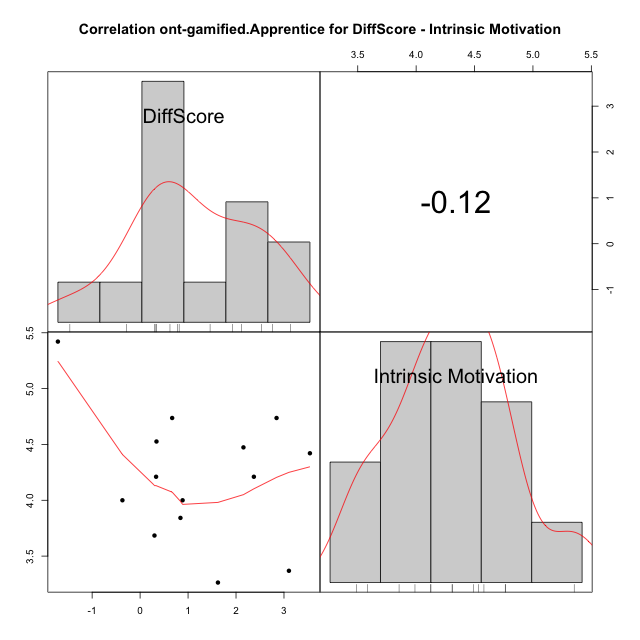 Correlation ont-gamified.Apprentice for DiffScore - Intrinsic Motivation
3.5 4.0 4.5 5.0 5.5
DiffScore
-0.12
3
2
1
0
-1
5.5
5.0
4.5
4.0
3.5
Intrinsic Motivation
-1 0 1 2 3